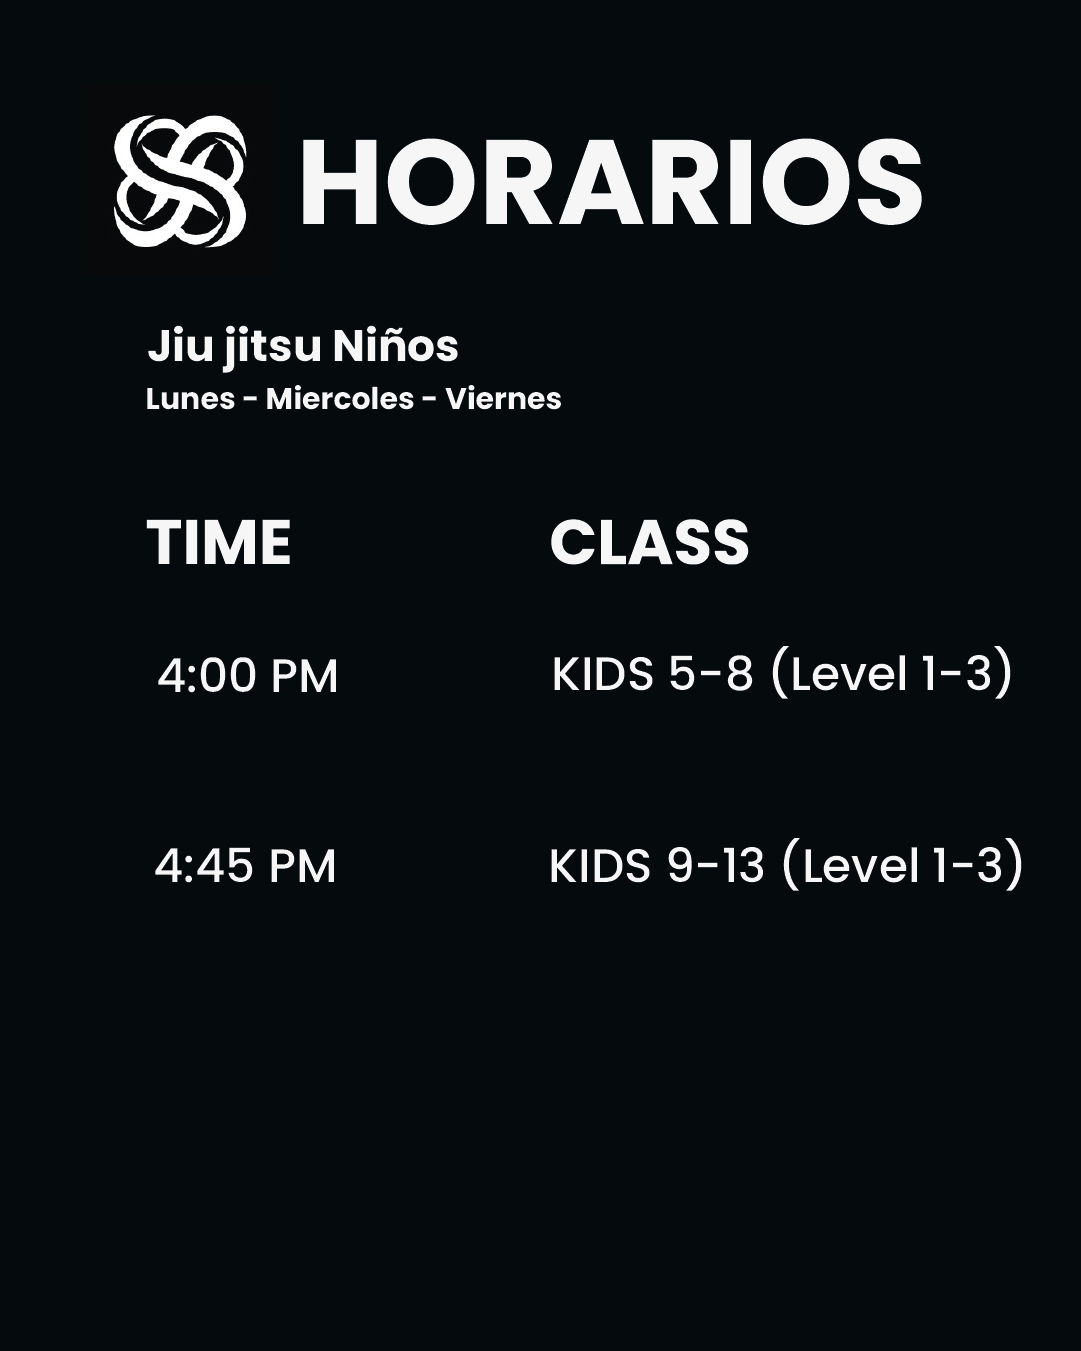 HORARIOS
Jiu jitsu Niños
Lunes - Miercoles - Viernes
TIME CLASS
4:00 PM KIDS 5-8 (Level 1-3)
4:45 PM KIDS 9-13 (Level 1-3)